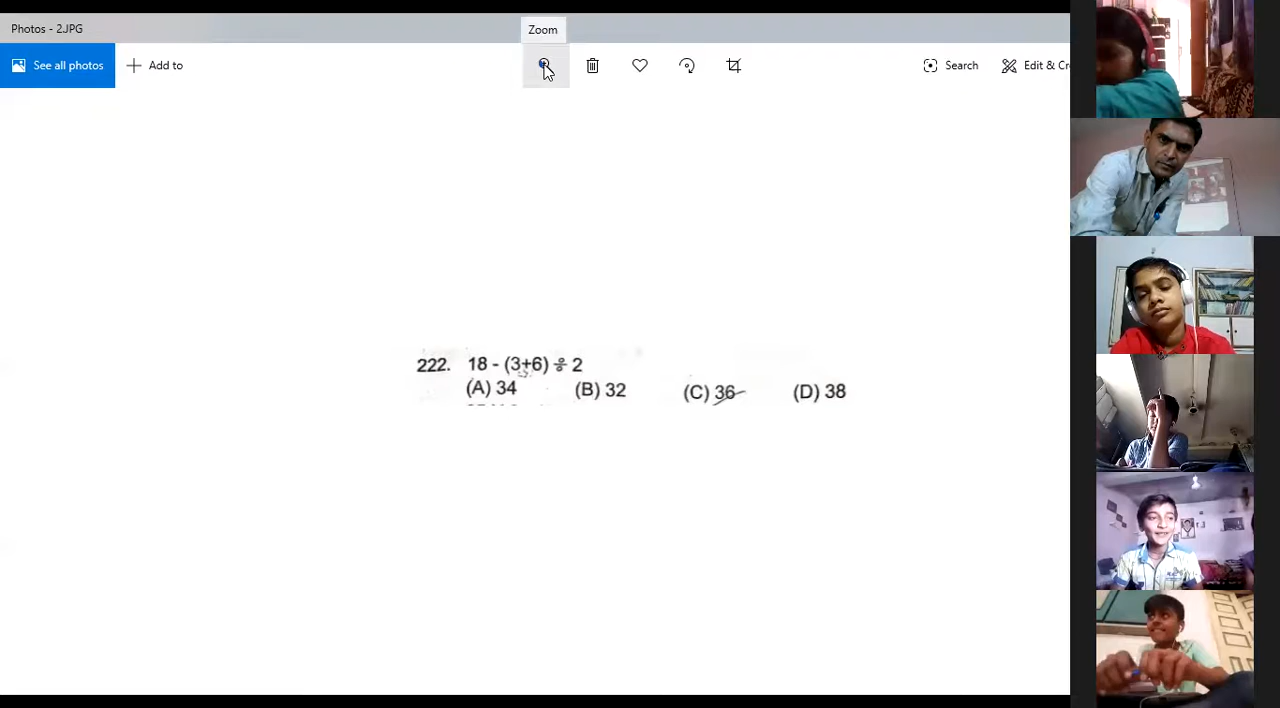 Photos - 2.JPG
Zoom
See all photos
Add to
Search
Edit & Cr
222. 18 - (3+6) ÷ 2
(A) 34 (B) 32 (C) 36 (D) 38